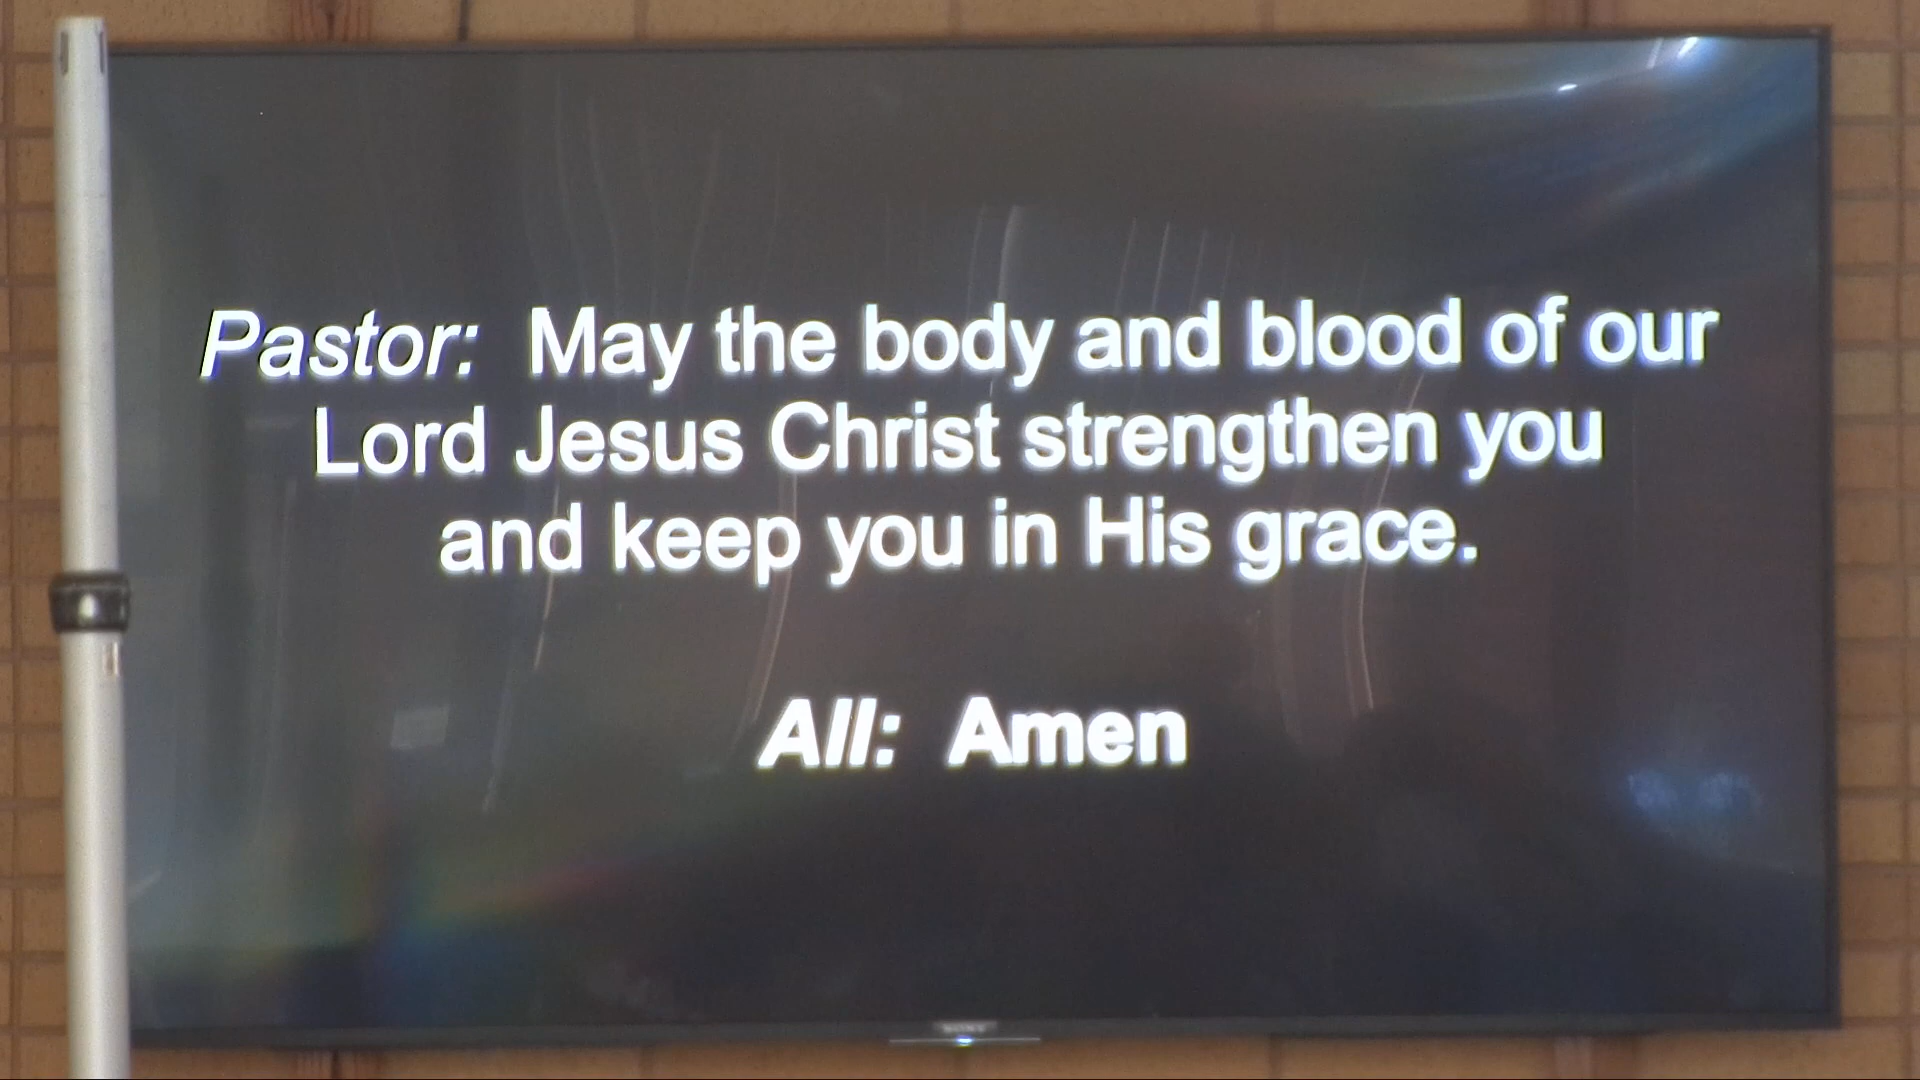 Pastor: May the body and blood of our
Lord Jesus Christ strengthen you
and keep you in His grace.
All: Amen
SONY